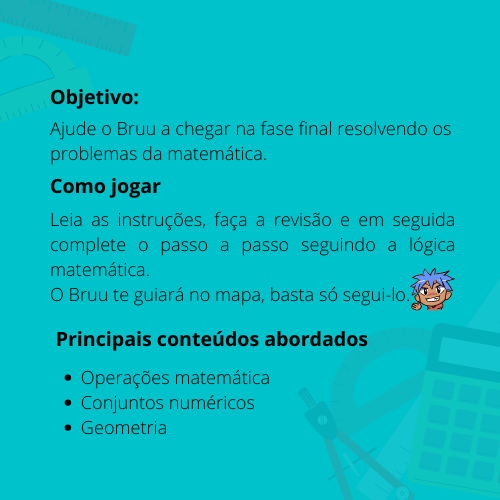 Objetivo:
Ajude o Bruu a chegar na fase final resolvendo os
problemas da matemática.
Como jogar
Leia as instruções, faça a revisão e em seguida
complete o passo a passo seguindo a lógica
matemática.
O Bruu te guiará no mapa, basta só segui-lo.
Principais conteúdos abordados
• Operações matemática
• Conjuntos numéricos
• Geometria